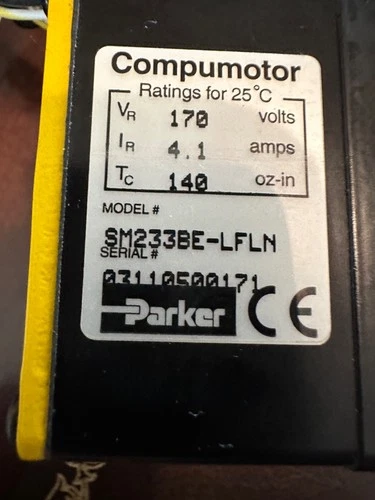 Compumotor
Ratings for 25°C
VR 170 volts
IR 4.1 amps
TC 140 oz-in
MODEL #
SM233BE-LFLN
SERIAL #
03110500171
Parker CE